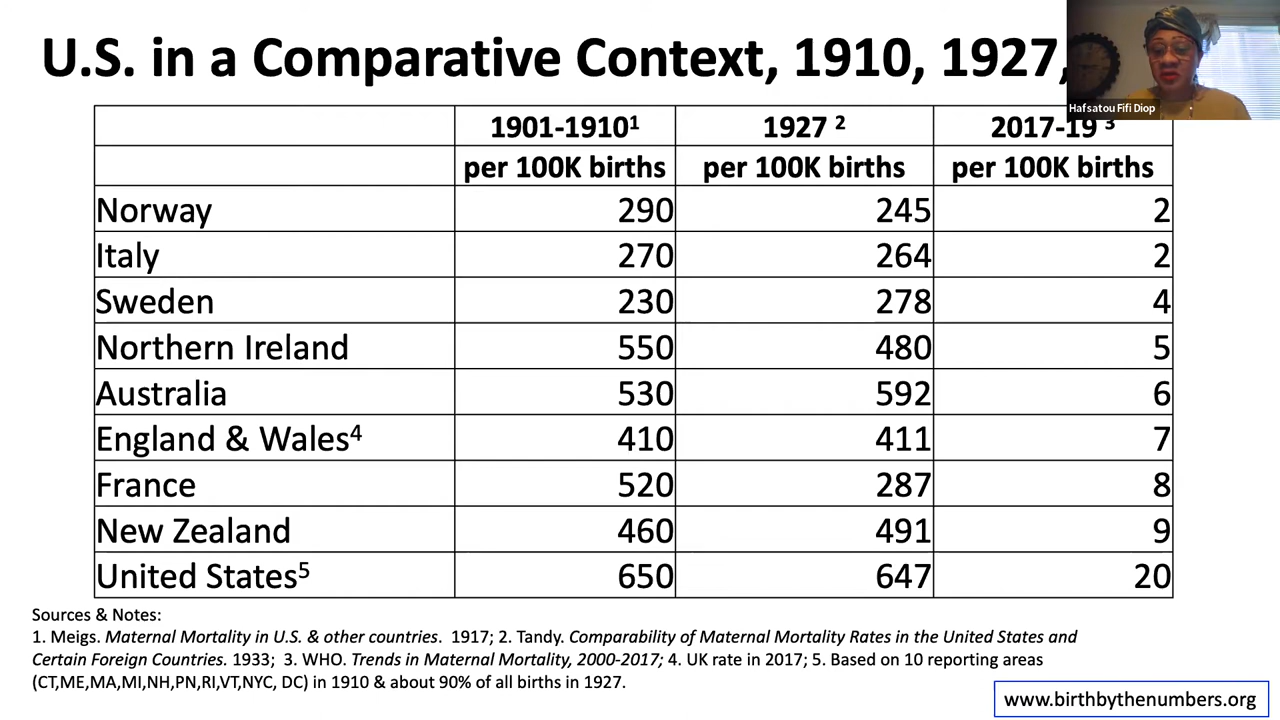 U.S. in a Comparative Context, 1910, 1927,
Hafsatou Fifi Diop
1901-1910¹ 1927 ² 2017-19 ³
per 100K births per 100K births per 100K births
Norway 290 245 2
Italy 270 264 2
Sweden 230 278 4
Northern Ireland 550 480 5
Australia 530 592 6
England & Wales⁴ 410 411 7
France 520 287 8
New Zealand 460 491 9
United States⁵ 650 647 20
Sources & Notes:
1. Meigs. Maternal Mortality in U.S. & other countries. 1917; 2. Tandy. Comparability of Maternal Mortality Rates in the United States and
Certain Foreign Countries. 1933; 3. WHO. Trends in Maternal Mortality, 2000-2017; 4. UK rate in 2017; 5. Based on 10 reporting areas
(CT,ME,MA,MI,NH,PN,RI,VT,NYC, DC) in 1910 & about 90% of all births in 1927.
www.birthbythenumbers.org